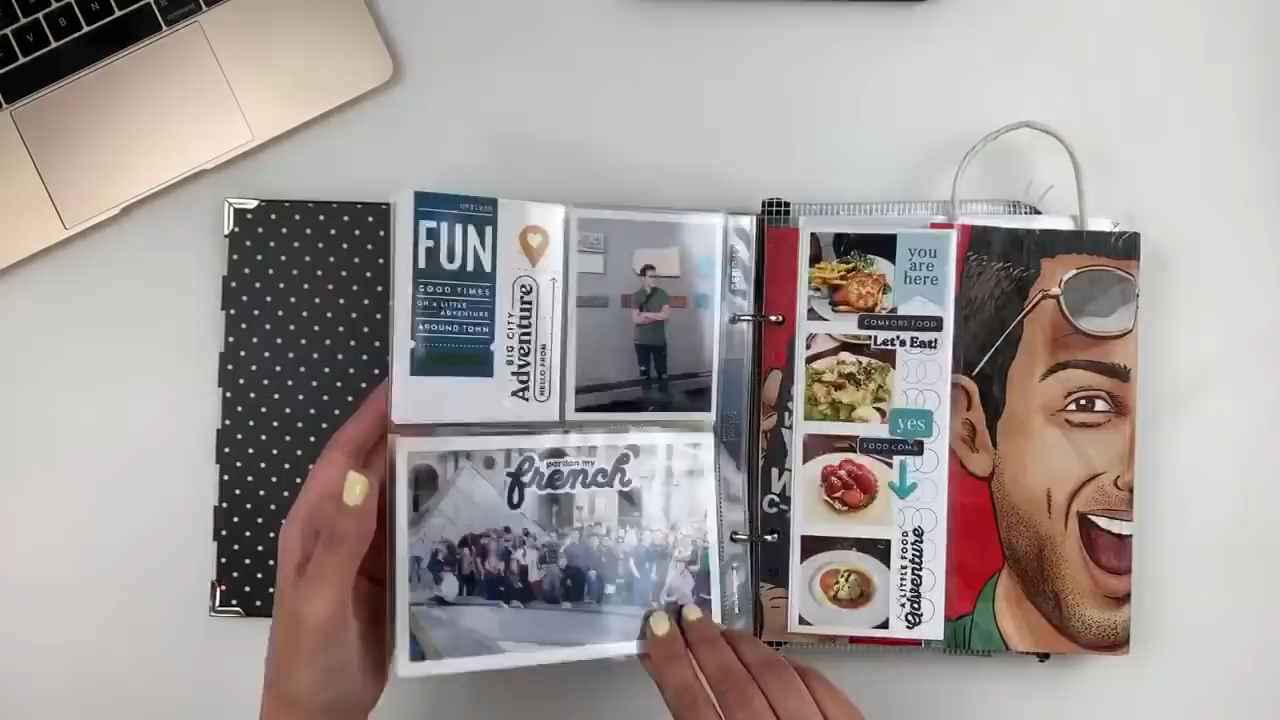 command
V
B
N
FUN
GOOD TIMES
ON A LITTLE
ADVENTURE
AROUND TOWN
BIG CITY
Adventure
HELLO FROM
pardon my
french
you
are
here
COMFORT FOOD
Let's Eat!
yes
FOOD COMA
A LITTLE FOOD
Adventure